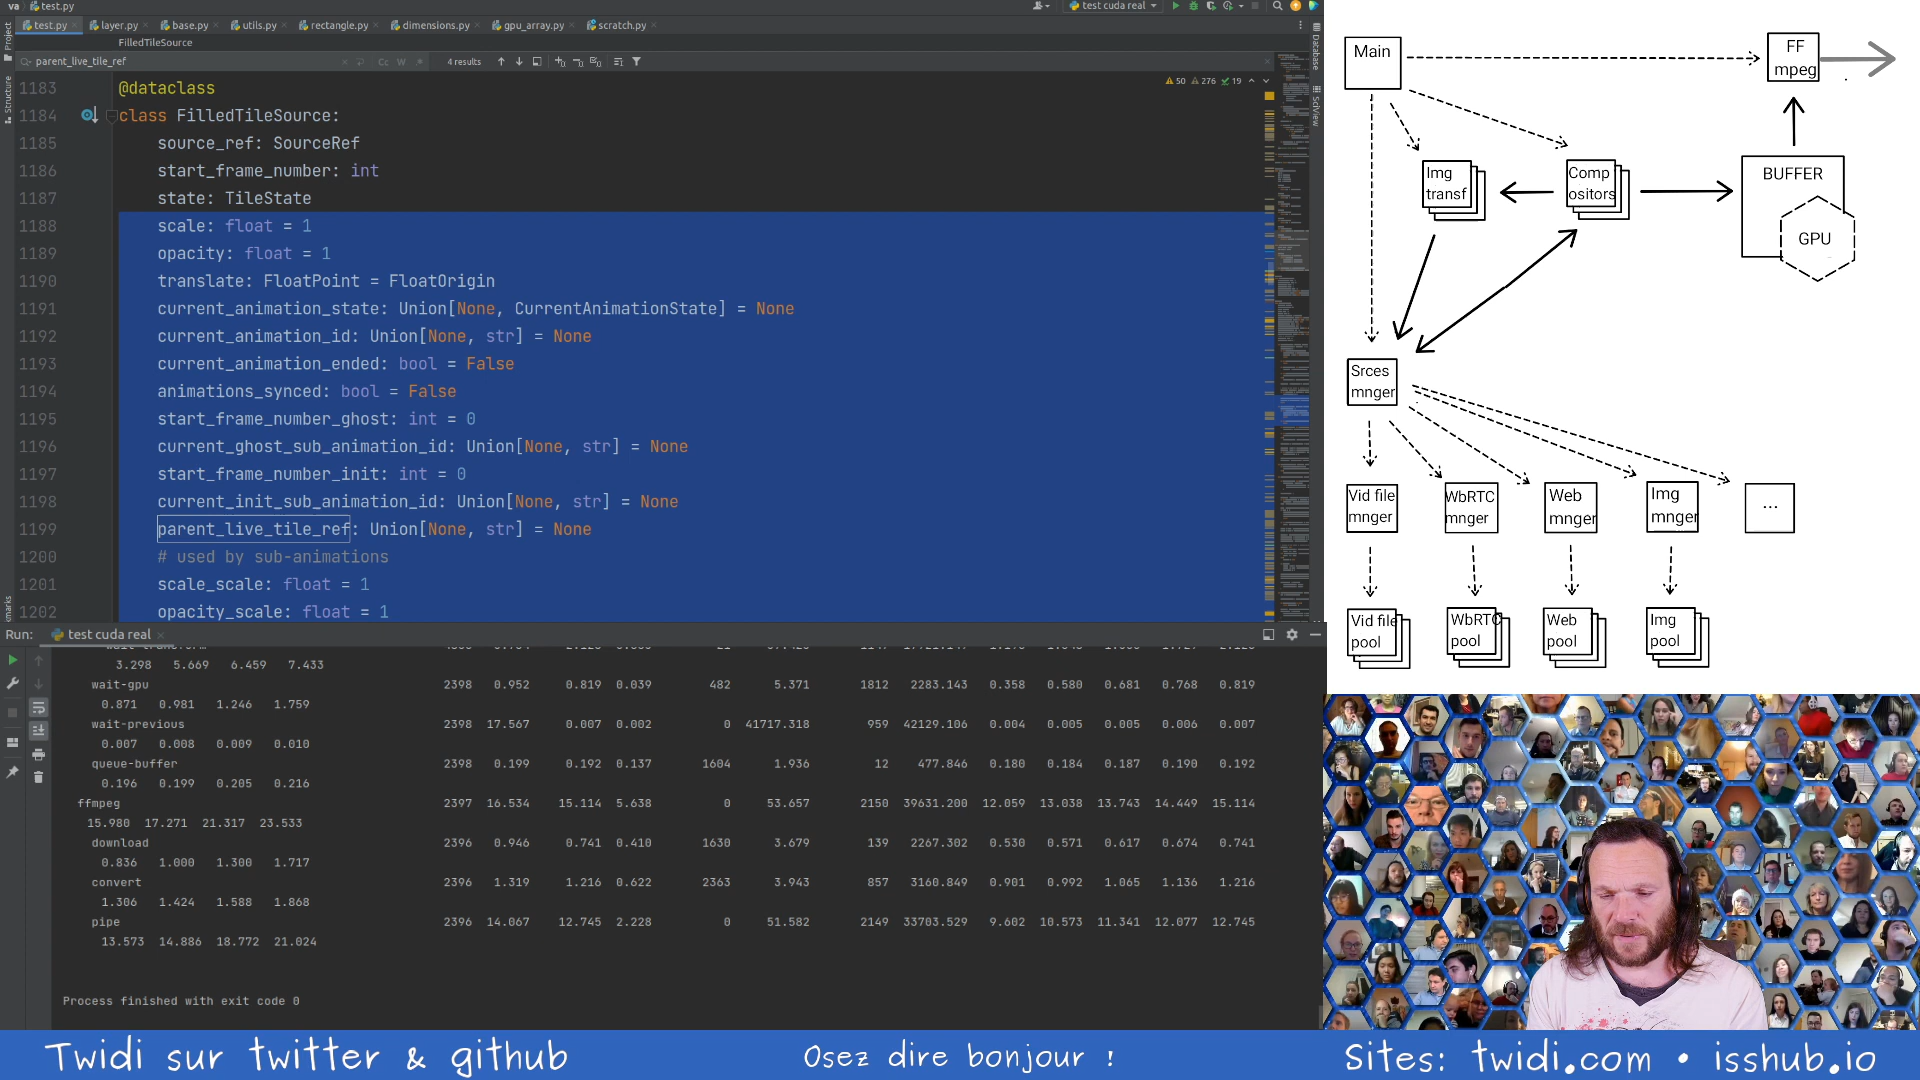 va test.py
test cuda real
test.py layer.py base.py utils.py rectangle.py dimensions.py gpu_array.py scratch.py
FilledTileSource
parent_live_tile_ref Cc W 4 results
Project
Structure
Database
SciView
50 276 19
1183 @dataclass
1184 class FilledTileSource:
1185 source_ref: SourceRef
1186 start_frame_number: int
1187 state: TileState
1188 scale: float = 1
1189 opacity: float = 1
1190 translate: FloatPoint = FloatOrigin
1191 current_animation_state: Union[None, CurrentAnimationState] = None
1192 current_animation_id: Union[None, str] = None
1193 current_animation_ended: bool = False
1194 animations_synced: bool = False
1195 start_frame_number_ghost: int = 0
1196 current_ghost_sub_animation_id: Union[None, str] = None
1197 start_frame_number_init: int = 0
1198 current_init_sub_animation_id: Union[None, str] = None
1199 parent_live_tile_ref: Union[None, str] = None
1200 # used by sub-animations
1201 scale_scale: float = 1
1202 opacity_scale: float = 1
Run: test cuda real
3.298 5.669 6.459 7.433
wait-gpu 2398 0.952 0.819 0.039 482 5.371 1812 2283.143 0.358 0.580 0.681 0.768 0.819
0.871 0.981 1.246 1.759
wait-previous 2398 17.567 0.007 0.002 0 41717.318 959 42129.106 0.004 0.005 0.005 0.006 0.007
0.007 0.008 0.009 0.010
queue-buffer 2398 0.199 0.192 0.137 1604 1.936 12 477.846 0.180 0.184 0.187 0.190 0.192
0.196 0.199 0.205 0.216
ffmpeg 2397 16.534 15.114 5.638 0 53.657 2150 39631.200 12.059 13.038 13.743 14.449 15.114
15.980 17.271 21.317 23.533
download 2396 0.946 0.741 0.410 1630 3.679 139 2267.302 0.530 0.571 0.617 0.674 0.741
0.836 1.000 1.300 1.717
convert 2396 1.319 1.216 0.622 2363 3.943 857 3160.849 0.901 0.992 1.065 1.136 1.216
1.306 1.424 1.588 1.868
pipe 2396 14.067 12.745 2.228 0 51.582 2149 33703.529 9.602 10.573 11.341 12.077 12.745
13.573 14.886 18.772 21.024
Process finished with exit code 0
Main
FF
mpeg
Img
transf
Comp
ositors
BUFFER
GPU
Srces
mnger
Vid file
mnger
WbRTC
mnger
Web
mnger
Img
mnger
...
Vid file
pool
WbRTC
pool
Web
pool
Img
pool
Twidi sur twitter & github
Osez dire bonjour !
Sites: twidi.com • isshub.io